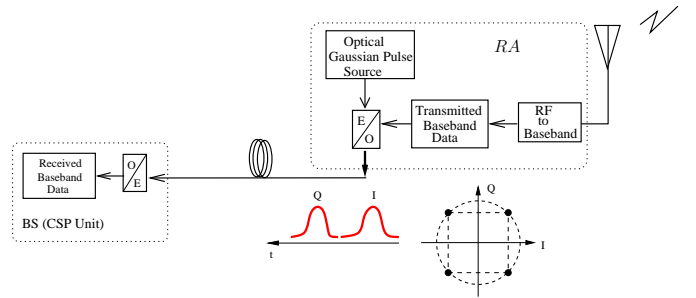 Optical
Gaussian Pulse
Source
RA
E
O
Transmitted
Baseband
Data
RF
to
Baseband
Received
Baseband
Data
O
E
BS (CSP Unit)
Q
I
t
Q
I